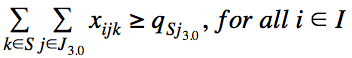 ∑_{k∈S} ∑_{j∈J_{3.0}} x_{ijk} ≥ q_{Sj_{3.0}}, for all i ∈ I